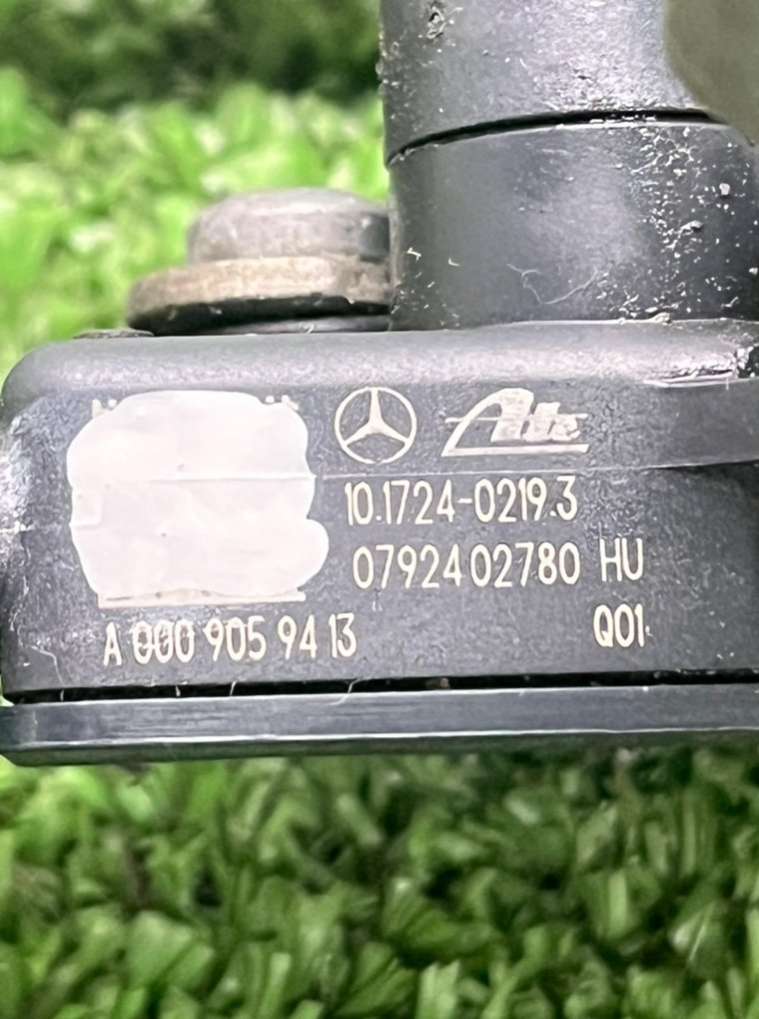 Ate
10.1724-0219.3
0792402780 HU
A 000 905 94 13
Q01